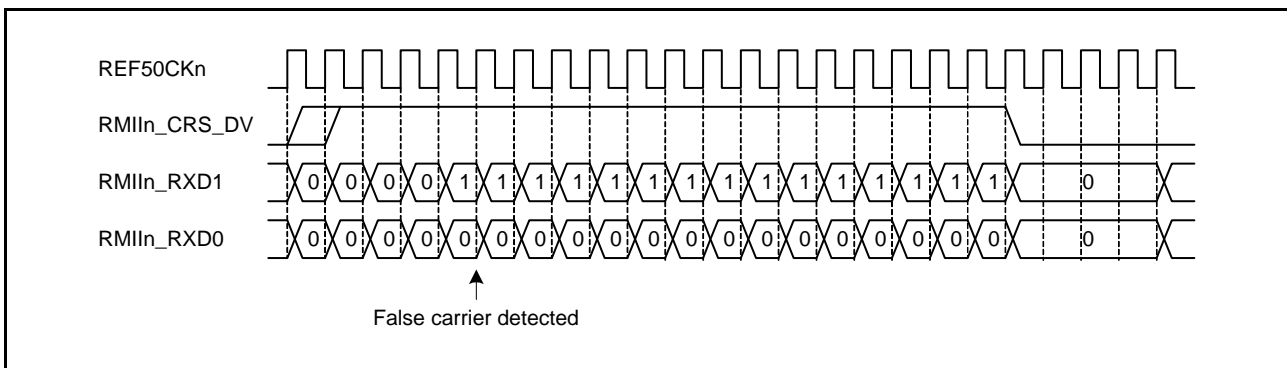 REF50CKn
RMIIn_CRS_DV
RMIIn_RXD1 0 0 0 0 1 1 1 1 1 1 1 1 1 1 1 1 1 1 1 0
RMIIn_RXD0 0 0 0 0 0 0 0 0 0 0 0 0 0 0 0 0 0 0 0 0
False carrier detected